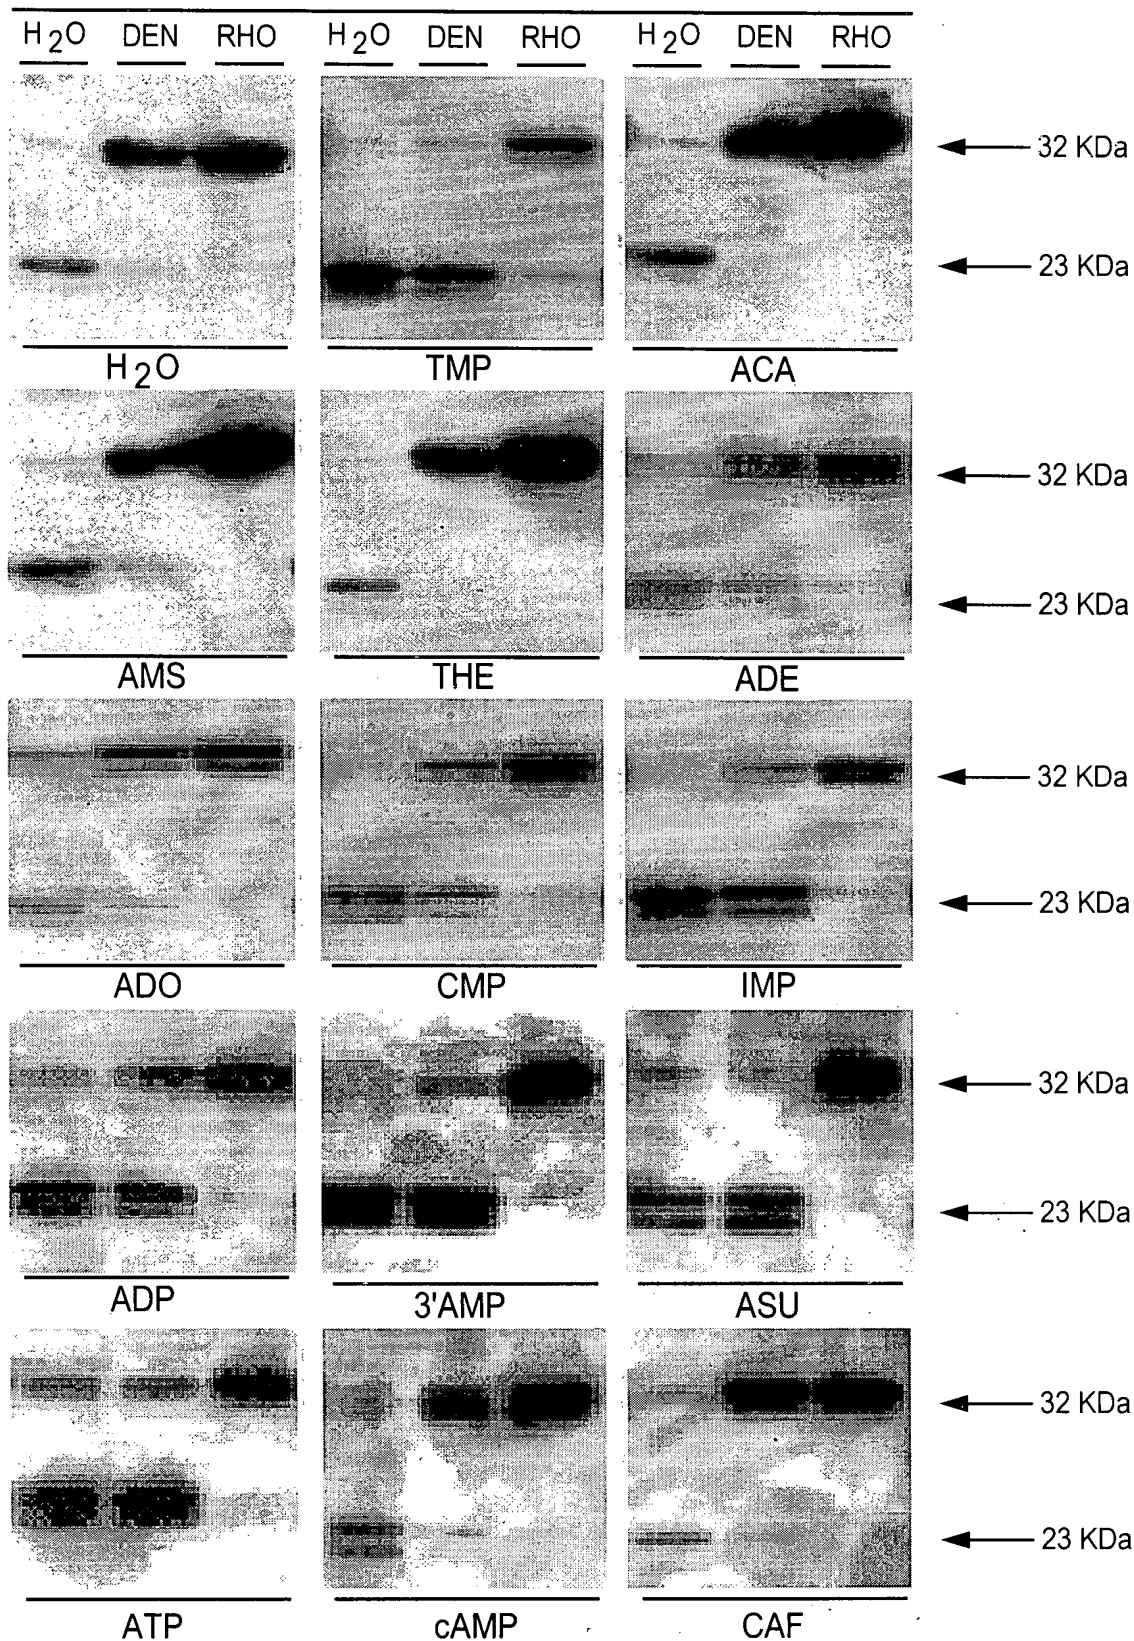 H2O DEN RHO H2O DEN RHO H2O DEN RHO
32 KDa
23 KDa
H2O TMP ACA
32 KDa
23 KDa
AMS THE ADE
32 KDa
23 KDa
ADO CMP IMP
32 KDa
23 KDa
ADP 3'AMP ASU
32 KDa
23 KDa
ATP cAMP CAF